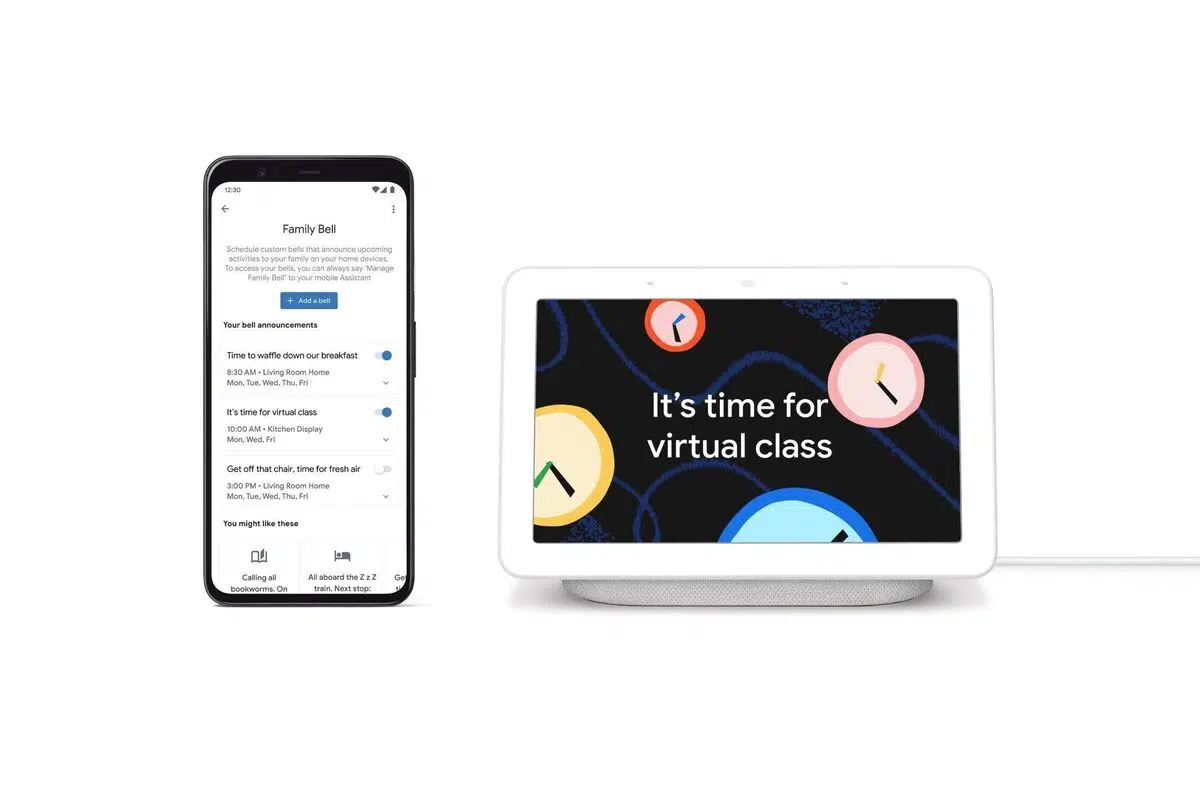 12:30
Family Bell
Schedule custom bells that announce upcoming
activities to your family on your home devices.
To access your bells, you can always say 'Manage
Family Bell" to your mobile Assistant
+ Add a bell
Your bell announcements
Time to waffle down our breakfast
8:30 AM • Living Room Home
Mon, Tue, Wed, Thu, Fri
It's time for virtual class
10:00 AM • Kitchen Display
Mon, Wed, Fri
Get off that chair, time for fresh air
3:00 PM • Living Room Home
Mon, Tue, Wed, Thu, Fri
You might like these
Calling all
bookworms. On
All aboard the Z z Z
train. Next stop:
It's time for
virtual class